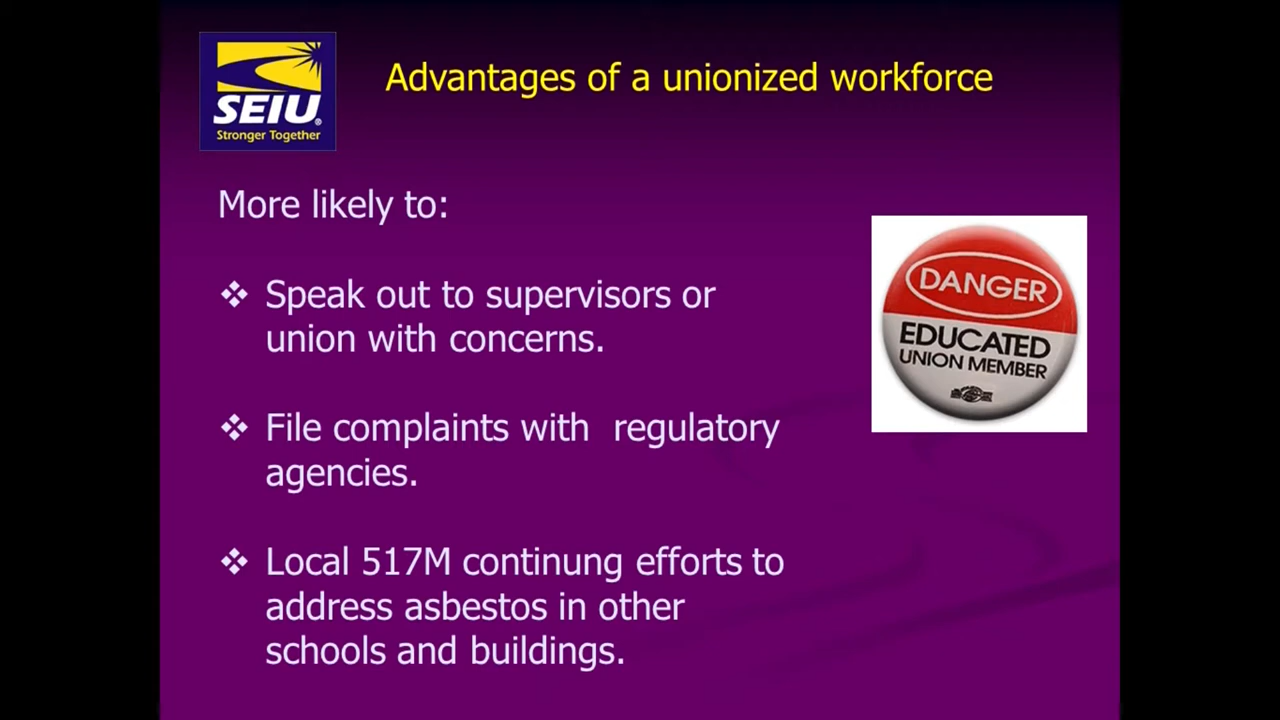 SEIU®
Stronger Together
Advantages of a unionized workforce
More likely to:
❖ Speak out to supervisors or
union with concerns.
❖ File complaints with  regulatory
agencies.
❖ Local 517M continung efforts to
address asbestos in other
schools and buildings.
DANGER
EDUCATED
UNION MEMBER